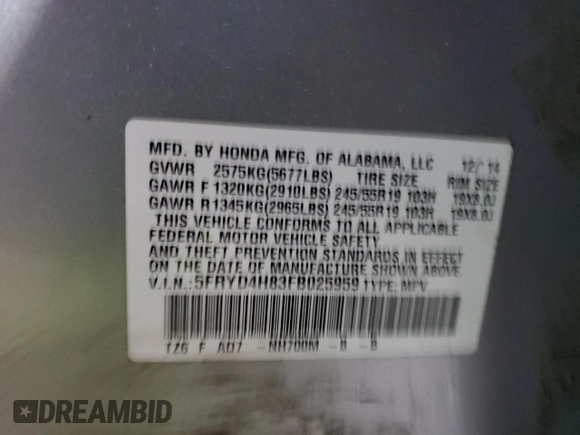 MFD. BY HONDA MFG. OF ALABAMA, LLC 12/14
GVWR 2575KG(5677LBS) TIRE SIZE RIM SIZE
GAWR F 1320KG(2910LBS) 245/55R19 103H 19X8.0J
GAWR R 1345KG(2965LBS) 245/55R19 103H 19X8.0J
THIS VEHICLE CONFORMS TO ALL APPLICABLE
FEDERAL MOTOR VEHICLE SAFETY
AND THEFT PREVENTION STANDARDS IN EFFECT
ON THE DATE OF MANUFACTURE SHOWN ABOVE.
V.I.N.: 5FRYD4H83FB025959 TYPE: MPV
TZ6 F AD7 -NH700M -B -B
DREAMBID